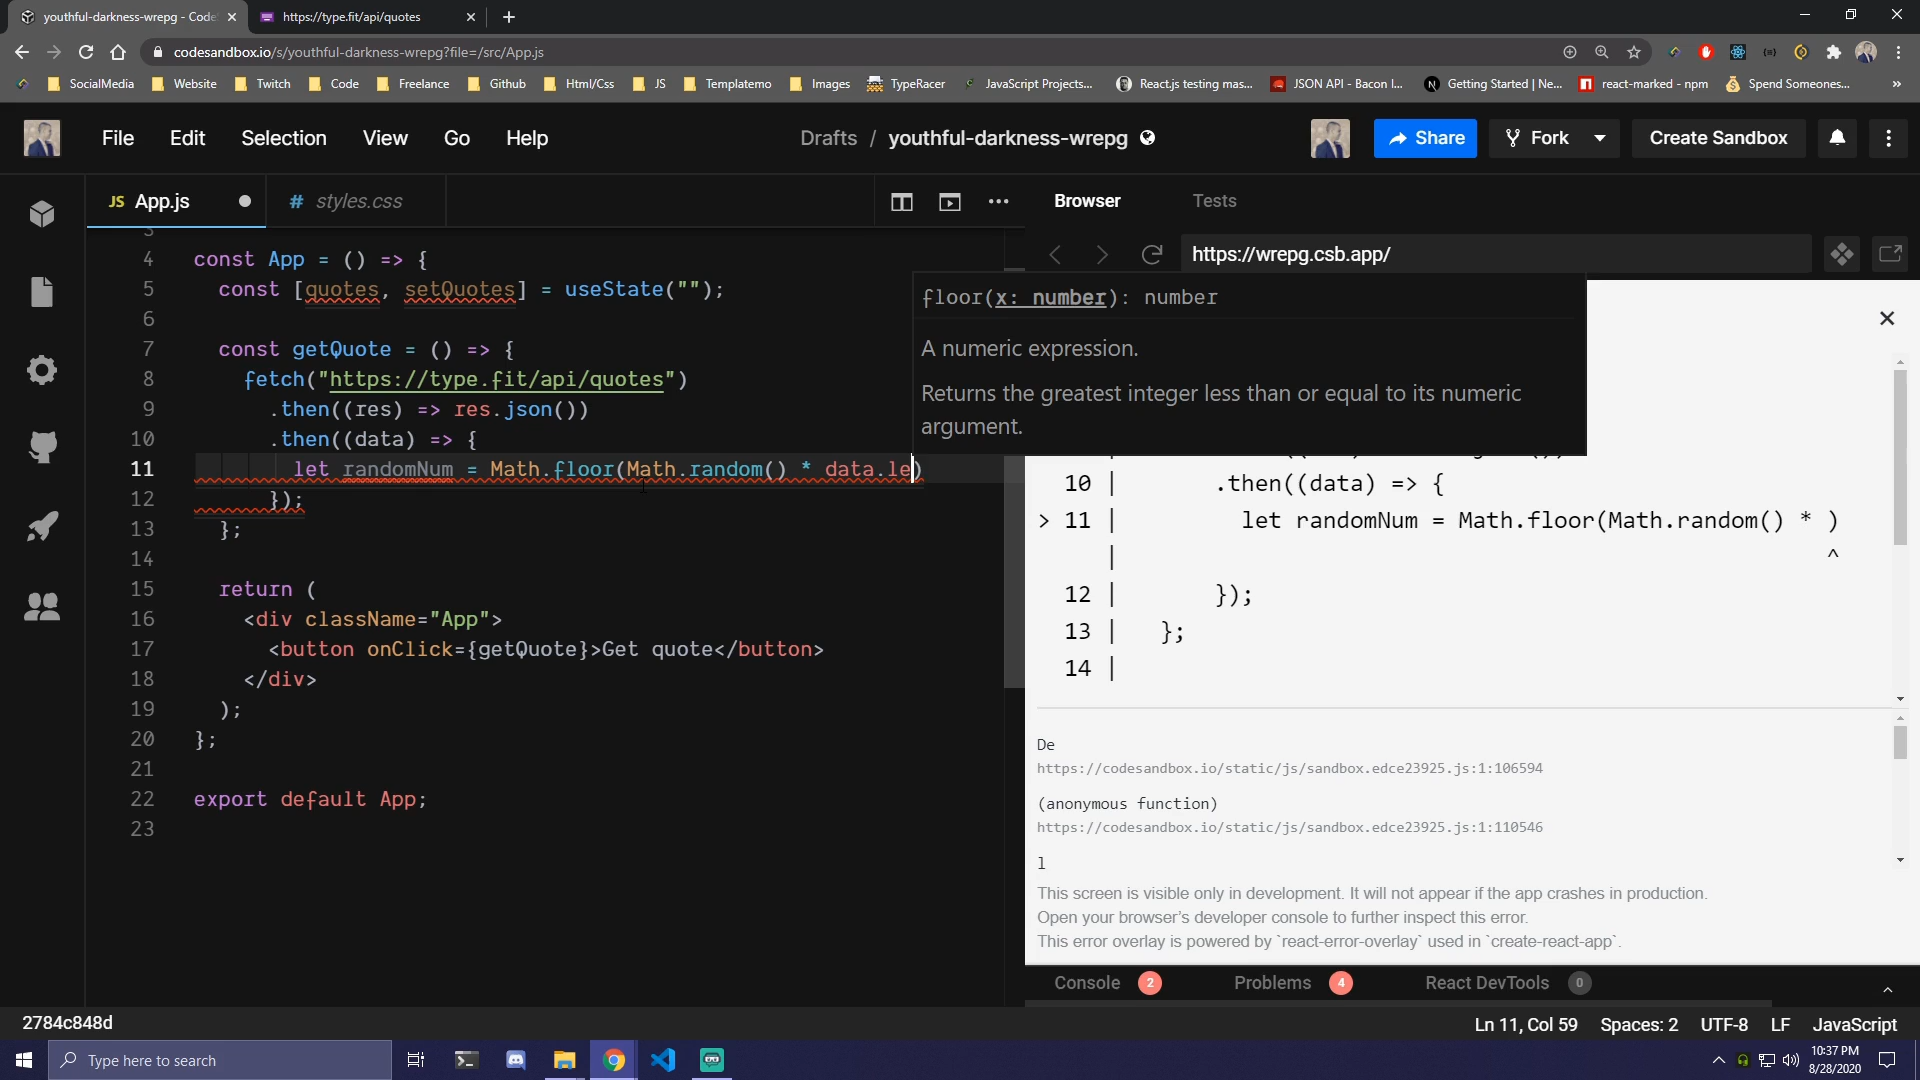 youthful-darkness-wrepg - Code
https://type.fit/api/quotes
codesandbox.io/s/youthful-darkness-wrepg?file=/src/App.js
SocialMedia Website Twitch Code Freelance Github Html/Css JS Templatemo Images TypeRacer JavaScript Projects... React.js testing mas... JSON API - Bacon I... Getting Started | Ne... react-marked - npm Spend Someones... »
File Edit Selection View Go Help
Drafts / youthful-darkness-wrepg
Share Fork Create Sandbox
JS App.js
# styles.css
Browser Tests
https://wrepg.csb.app/
3
4 const App = () => {
5 const [quotes, setQuotes] = useState("");
6
7 const getQuote = () => {
8 fetch("https://type.fit/api/quotes")
9 .then((res) => res.json())
10 .then((data) => {
11 let randomNum = Math.floor(Math.random() * data.le)
12 });
13 };
14
15 return (
16 <div className="App">
17 <button onClick={getQuote}>Get quote</button>
18 </div>
19 );
20 };
21
22 export default App;
23
floor(x: number): number
A numeric expression.
Returns the greatest integer less than or equal to its numeric
argument.
10 | .then((data) => {
> 11 | let randomNum = Math.floor(Math.random() * )
| ^
12 | });
13 | };
14 |
De
https://codesandbox.io/static/js/sandbox.edce23925.js:1:106594
(anonymous function)
https://codesandbox.io/static/js/sandbox.edce23925.js:1:110546
l
This screen is visible only in development. It will not appear if the app crashes in production.
Open your browser's developer console to further inspect this error.
This error overlay is powered by `react-error-overlay` used in `create-react-app`.
Console 2 Problems 4 React DevTools 0
2784c848d
Ln 11, Col 59 Spaces: 2 UTF-8 LF JavaScript
Type here to search
10:37 PM
8/28/2020